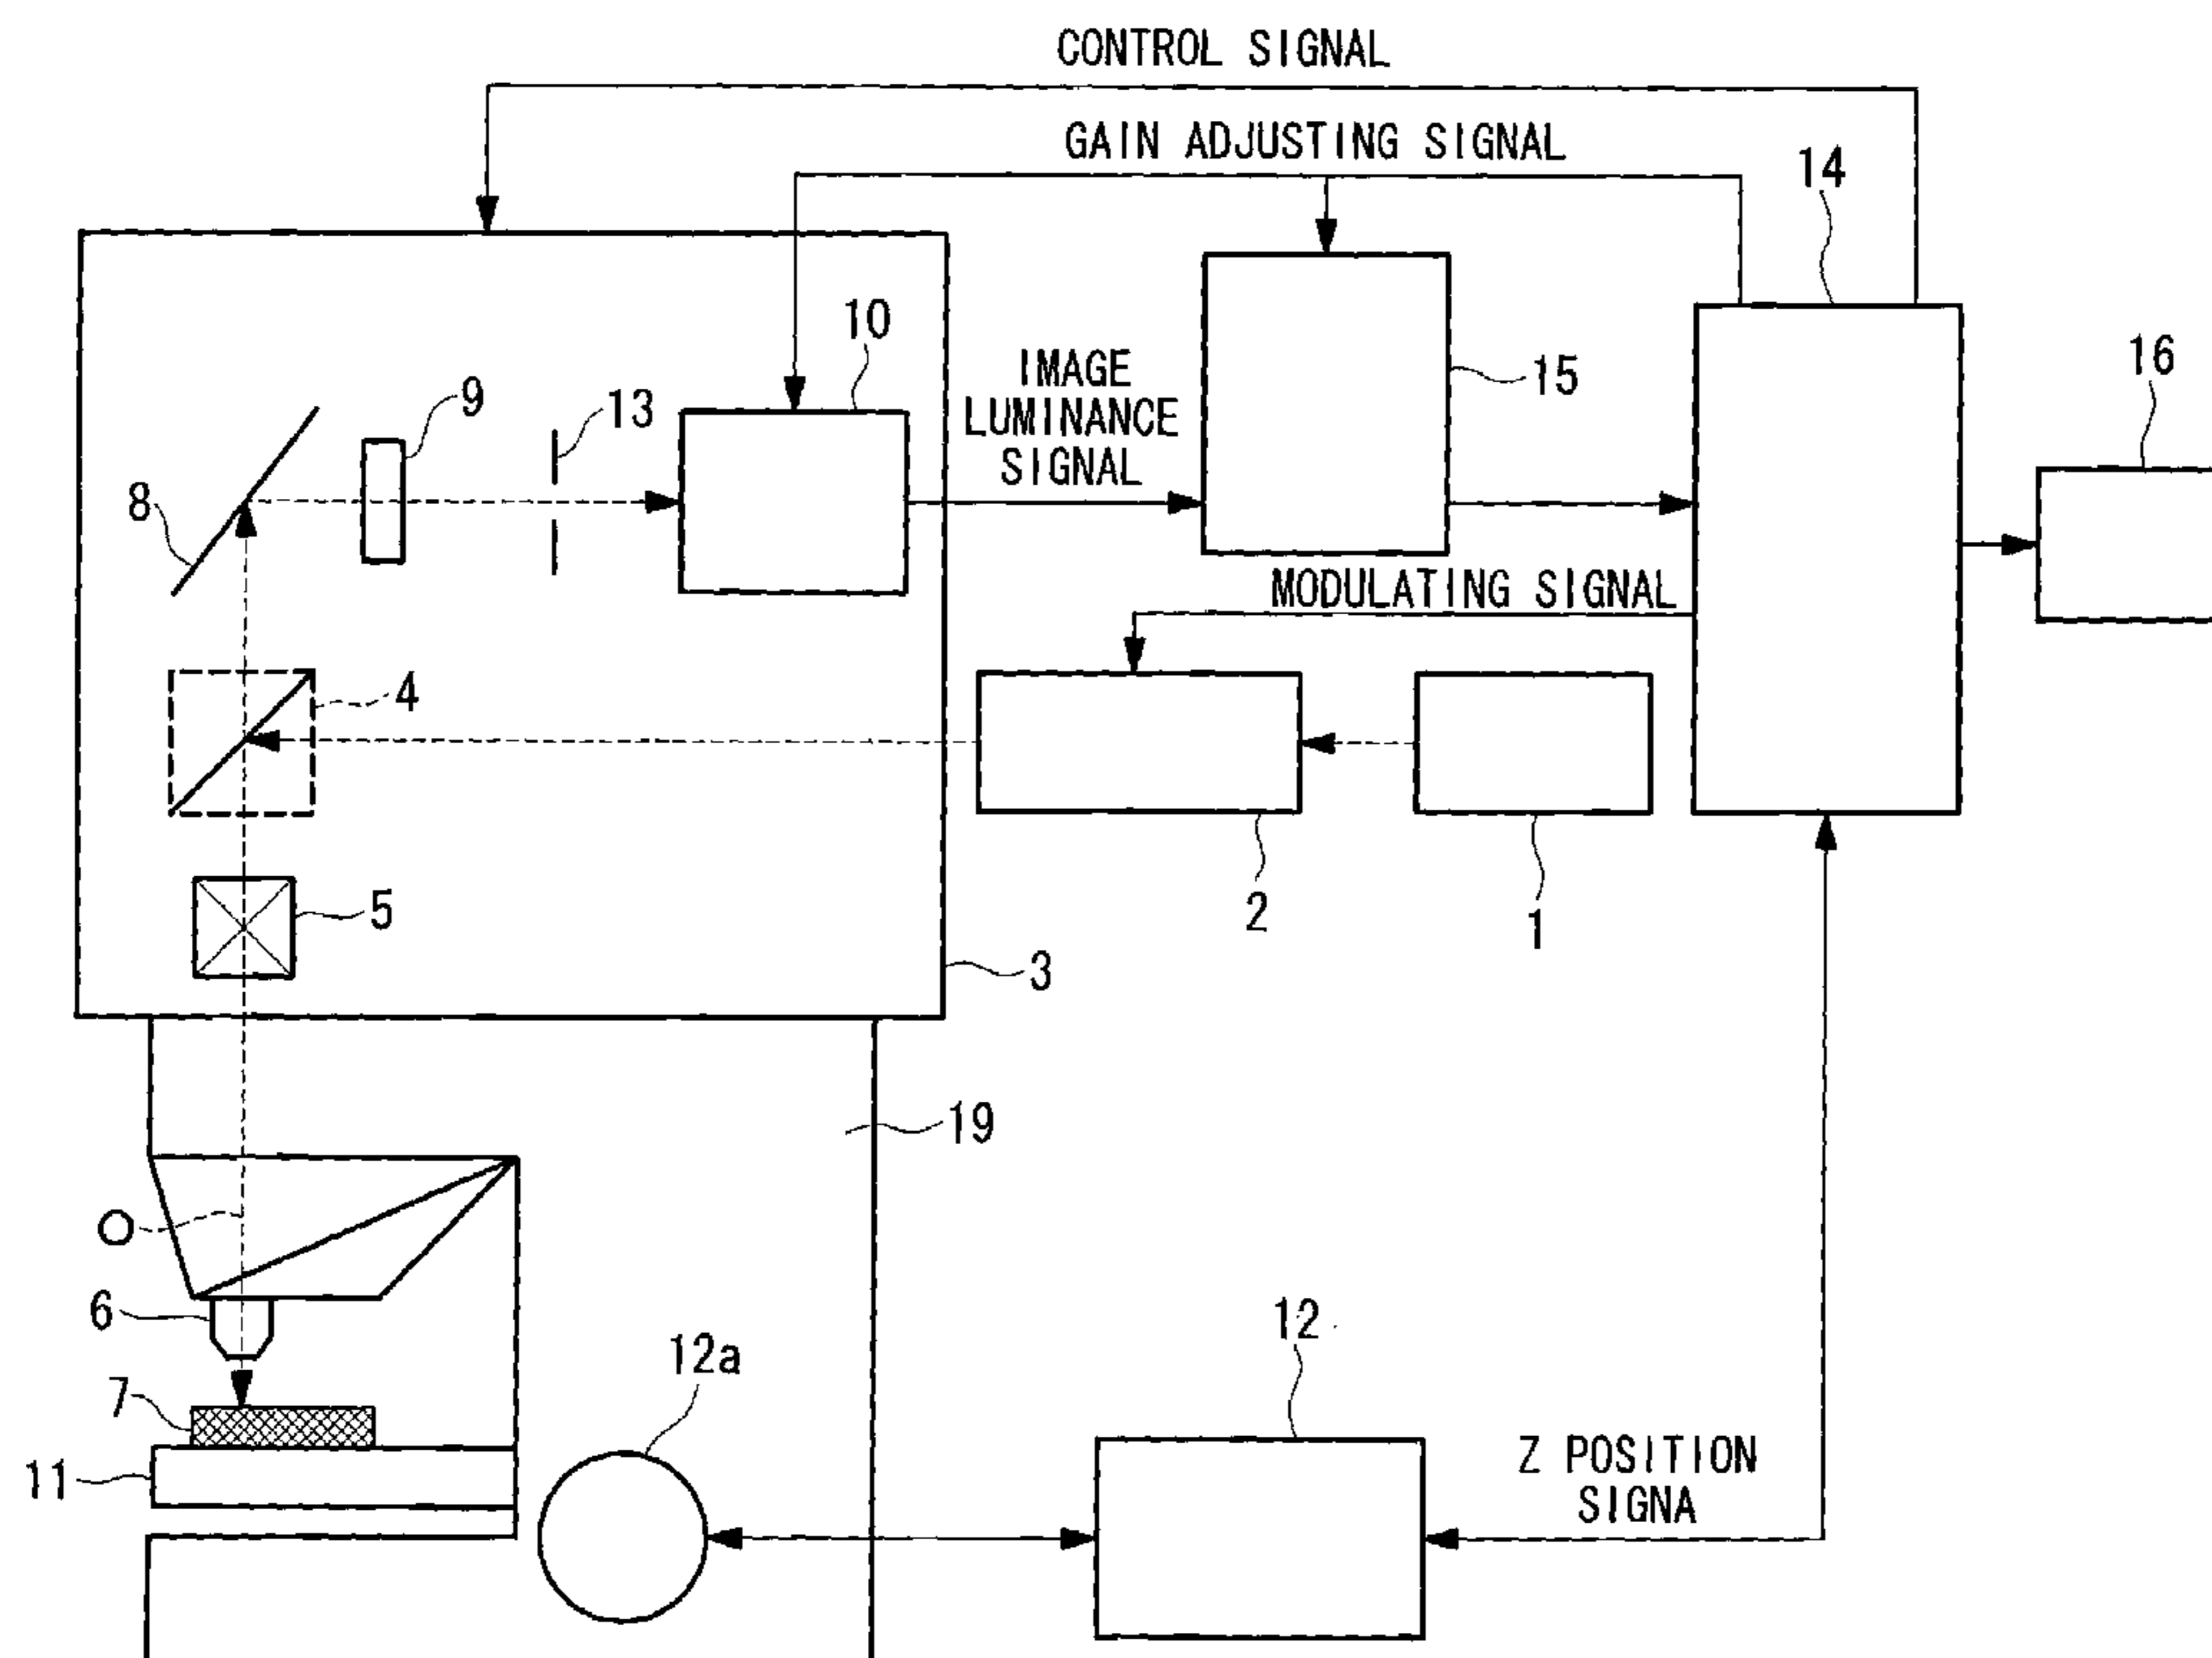 CONTROL SIGNAL
GAIN ADJUSTING SIGNAL
14
10
16
IMAGE
LUMINANCE
SIGNAL
15
9
13
8
MODULATING SIGNAL
4
5
2
1
3
19
O
6
12
12a
7
Z POSITION
SIGNA
11